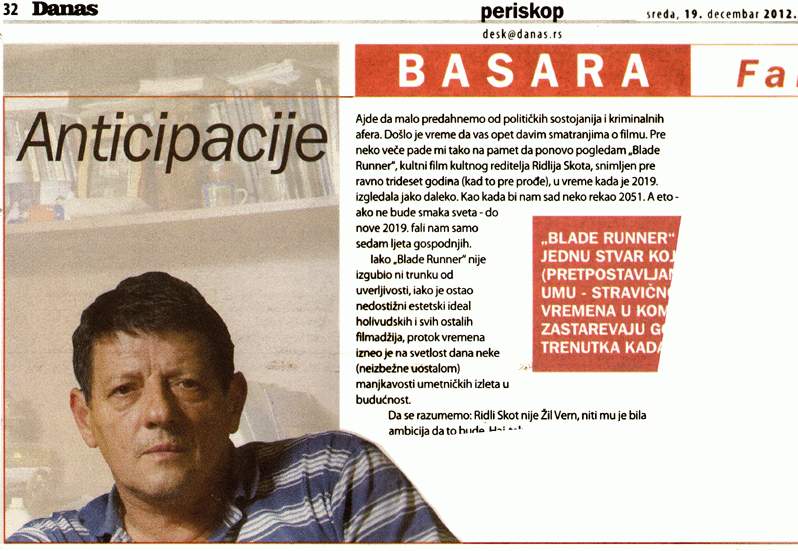 32 Danas
periskop
sreda, 19. decembar 2012.
desk@danas.rs
BASARA
Anticipacije
Ajde da malo predahnemo od političkih sostojanija i kriminalnih
afera. Došlo je vreme da vas opet davim smatranjima o filmu. Pre
neko veče pade mi tako na pamet da ponovo pogledam „Blade
Runner“, kultni film kultnog reditelja Ridlija Skota, snimljen pre
ravno trideset godina (kad to pre prođe), u vreme kada je 2019.
izgledala jako daleko. Kao kada bi nam sad neko rekao 2051. A eto -
ako ne bude smaka sveta - do
nove 2019. fali nam samo
sedam ljeta gospodnjih.
Iako „Blade Runner“ nije
izgubio ni trunku od
uverljivosti, iako je ostao
nedostižni estetski ideal
holivudskih i svih ostalih
filmadžija, protok vremena
izneo je na svetlost dana neke
(neizbežne uostalom)
manjkavosti umetničkih izleta u
budućnost.
Da se razumemo: Ridli Skot nije Žil Vern, niti mu je bila
ambicija da to bude.
„BLADE RUNNER“
JEDNU STVAR
(PRETPOSTAVLJAM
UMU - STRAVIČNO
VREMENA U
ZASTAREVAJU
TRENUTKA KADA